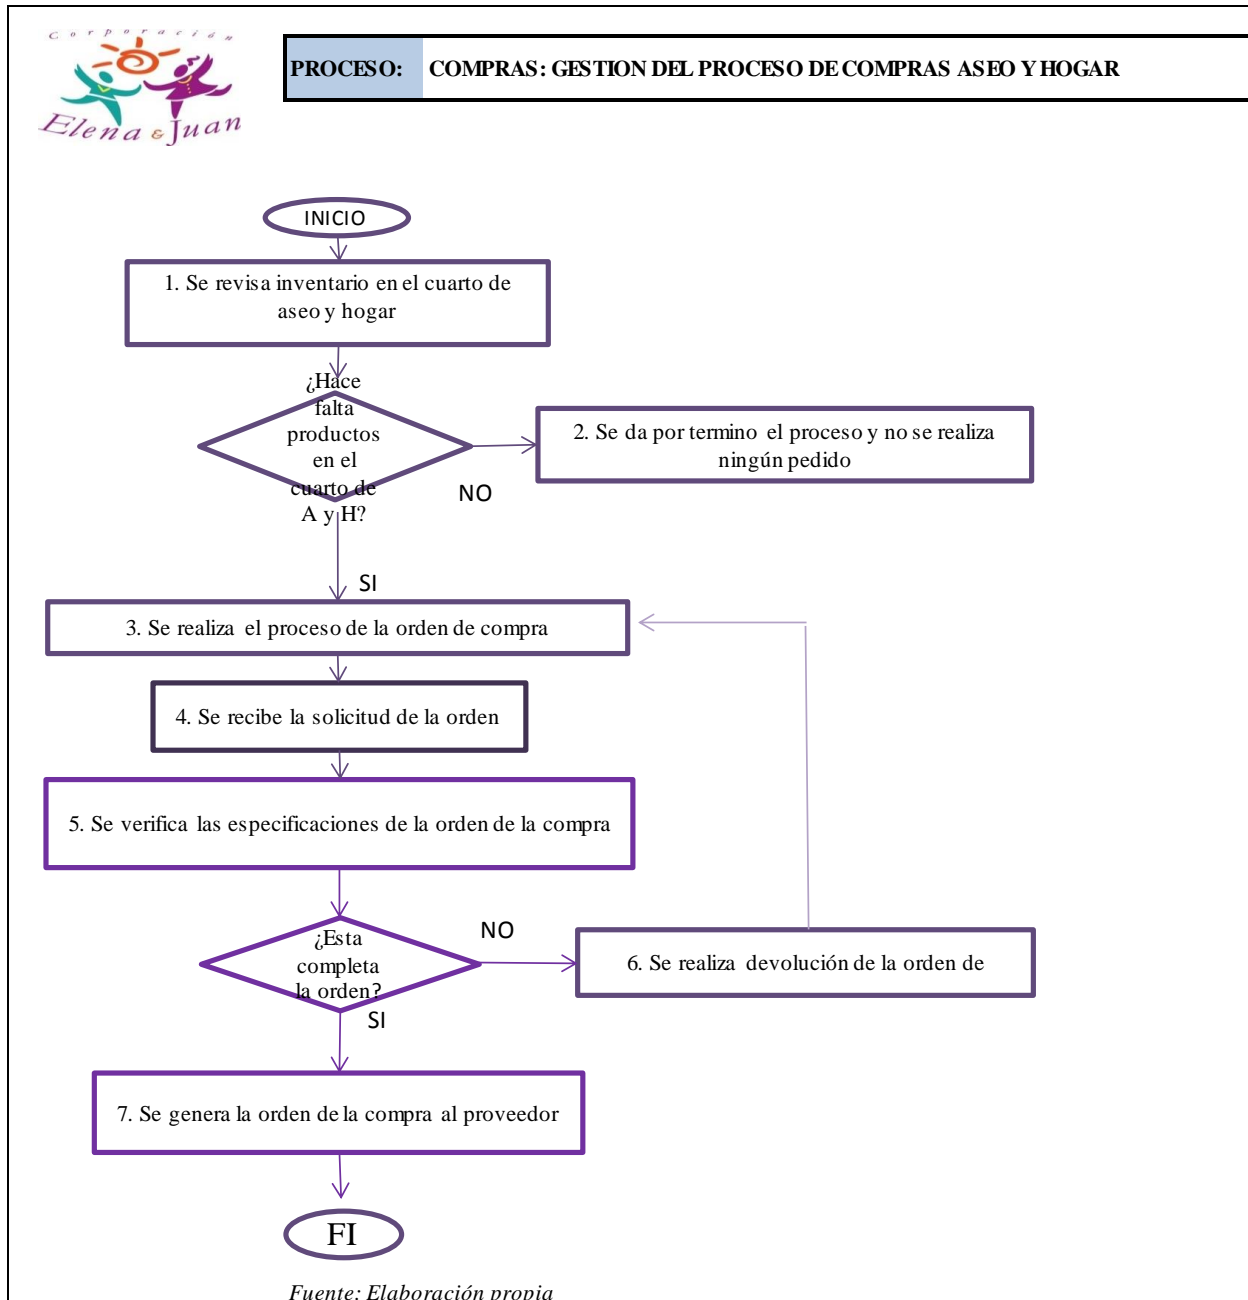 Corporación
Elena & Juan
PROCESO: COMPRAS: GESTION DEL PROCESO DE COMPRAS ASEO Y HOGAR
INICIO
1. Se revisa inventario en el cuarto de
aseo y hogar
¿Hace
falta
productos
en el
cuarto de
A y H?
NO
2. Se da por termino el proceso y no se realiza
ningún pedido
SI
3. Se realiza el proceso de la orden de compra
4. Se recibe la solicitud de la orden
5. Se verifica las especificaciones de la orden de la compra
¿Esta
completa
la orden?
NO
6. Se realiza devolución de la orden de
SI
7. Se genera la orden de la compra al proveedor
FI
Fuente: Elaboración propia